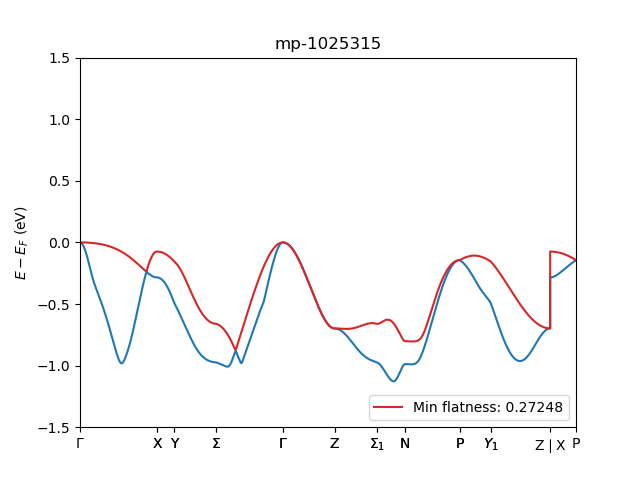 mp-1025315
E − E_F (eV)
1.5
1.0
0.5
0.0
−0.5
−1.0
−1.5
Min flatness: 0.27248
Γ X Y Σ Γ Z Σ₁ N P Y₁ Z | X P